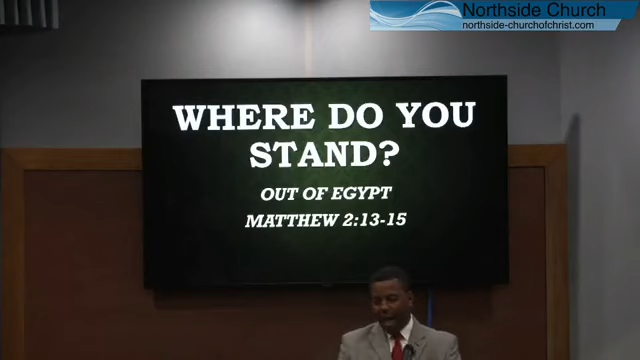 Northside Church
northside-churchofchrist.com
WHERE DO YOU
STAND?
OUT OF EGYPT
MATTHEW 2:13-15